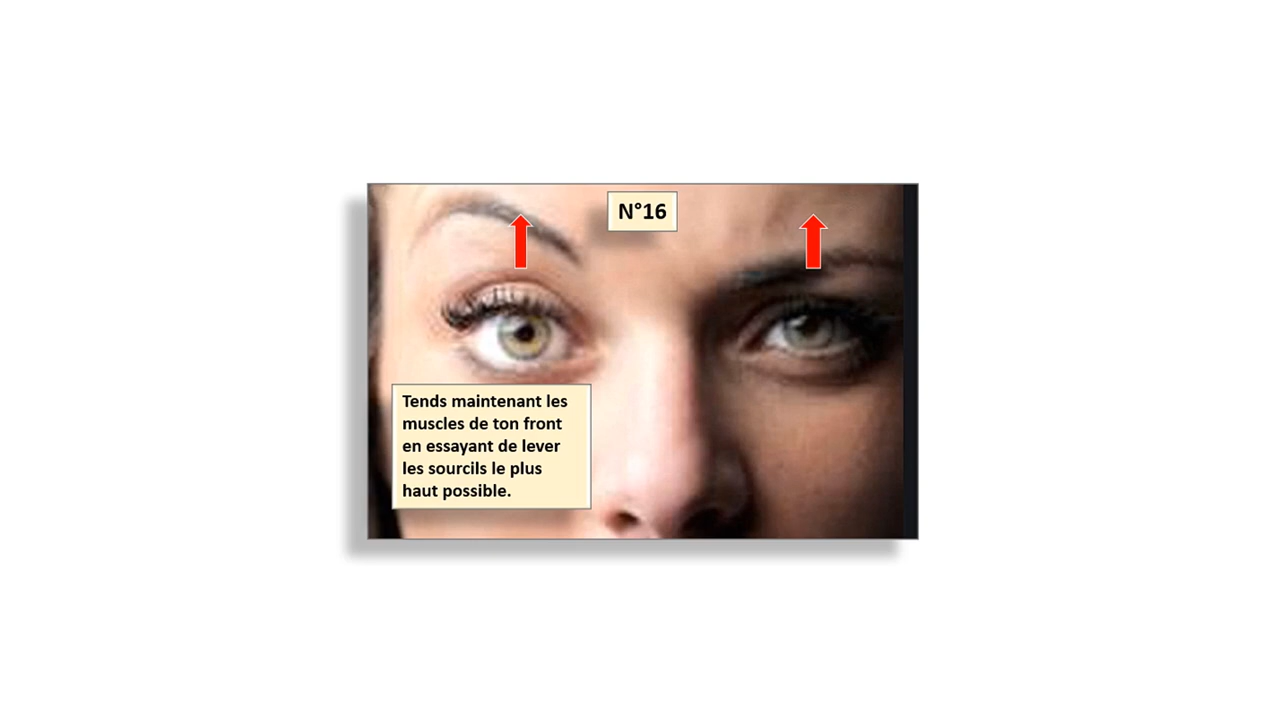 N°16
Tends maintenant les
muscles de ton front
en essayant de lever
les sourcils le plus
haut possible.